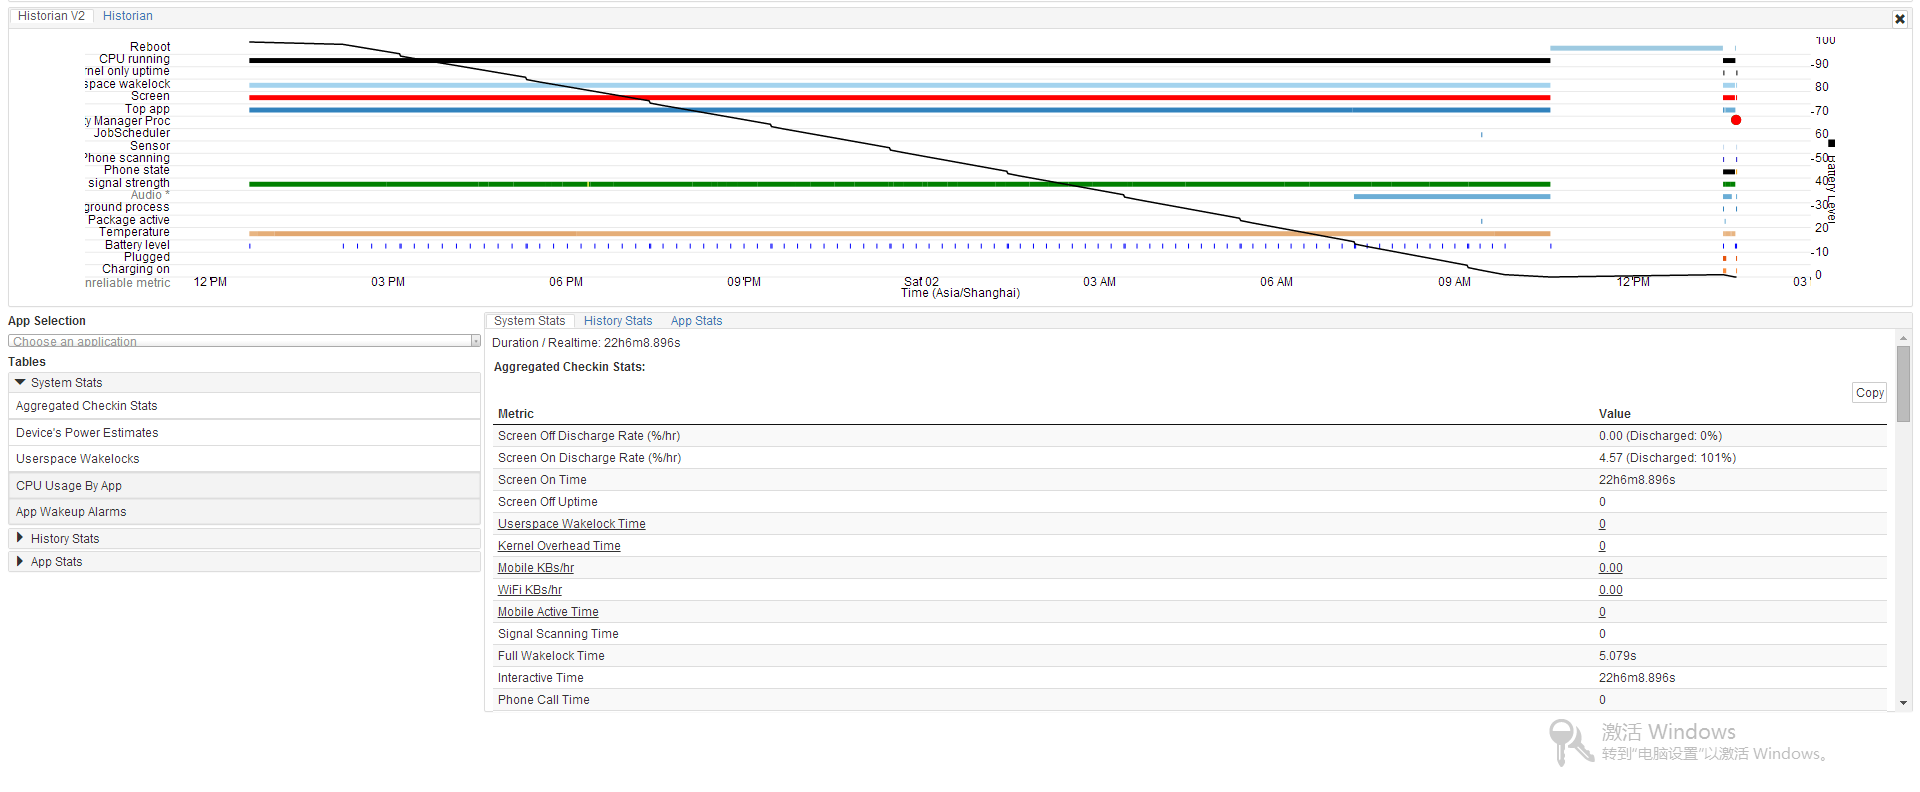 Historian V2 Historian
Reboot
CPU running
rnel only uptime
space wakelock
Screen
Top app
y Manager Proc
JobScheduler
Sensor
Phone scanning
Phone state
signal strength
Audio *
ground process
Package active
Temperature
Battery level
Plugged
Charging on
nreliable metric
100
-90
80
-70
60
-50
40
-30
20
-10
0
Battery Level
12 PM 03 PM 06 PM 09 PM Sat 02 03 AM 06 AM 09 AM 12 PM 03
Time (Asia/Shanghai)
App Selection
Choose an application
Tables
System Stats
Aggregated Checkin Stats
Device's Power Estimates
Userspace Wakelocks
CPU Usage By App
App Wakeup Alarms
History Stats
App Stats
System Stats History Stats App Stats
Duration / Realtime: 22h6m8.896s
Aggregated Checkin Stats:
Copy
Metric Value
Screen Off Discharge Rate (%/hr) 0.00 (Discharged: 0%)
Screen On Discharge Rate (%/hr) 4.57 (Discharged: 101%)
Screen On Time 22h6m8.896s
Screen Off Uptime 0
Userspace Wakelock Time 0
Kernel Overhead Time 0
Mobile KBs/hr 0.00
WiFi KBs/hr 0.00
Mobile Active Time 0
Signal Scanning Time 0
Full Wakelock Time 5.079s
Interactive Time 22h6m8.896s
Phone Call Time 0
激活 Windows
转到“电脑设置”以激活 Windows。